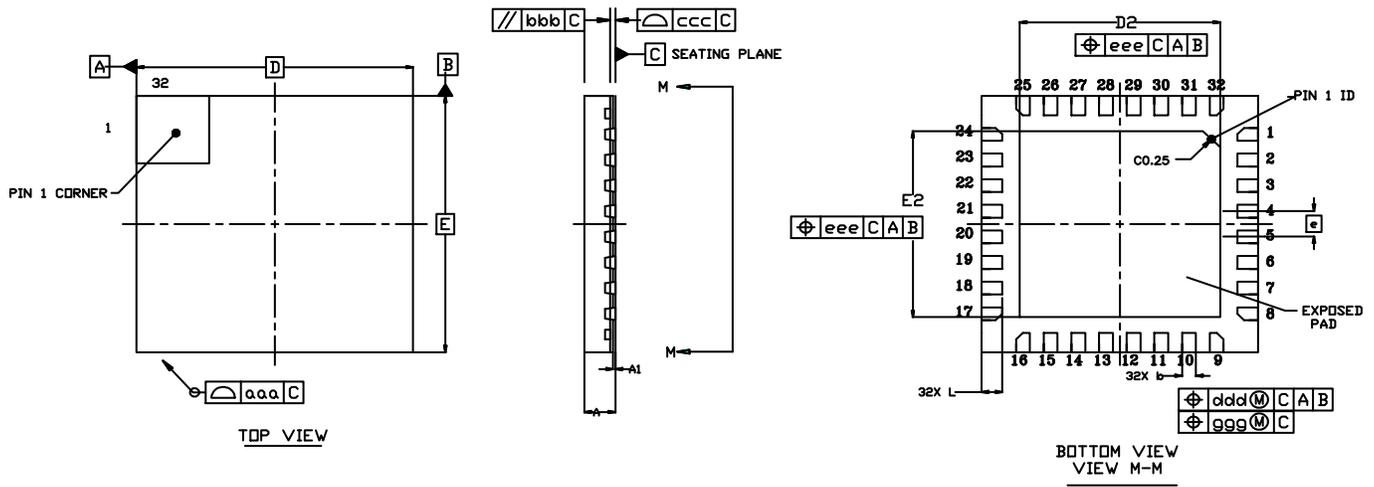 // bbb C
⌓ ccc C
C SEATING PLANE
A
D
B
32
1
PIN 1 CORNER
E
⌓ aaa C
TOP VIEW
M
M
A1
A
D2
⌖ eee C A B
25 26 27 28 29 30 31 32
PIN 1 ID
24
23
22
21
20
19
18
17
1
2
3
4
5
6
7
8
C0.25
E2
⌖ eee C A B
e
EXPOSED
PAD
16 15 14 13 12 11 10 9
32X b
32X L
⌖ dddⓂ C A B
⌖ gggⓂ C
BOTTOM VIEW
VIEW M-M